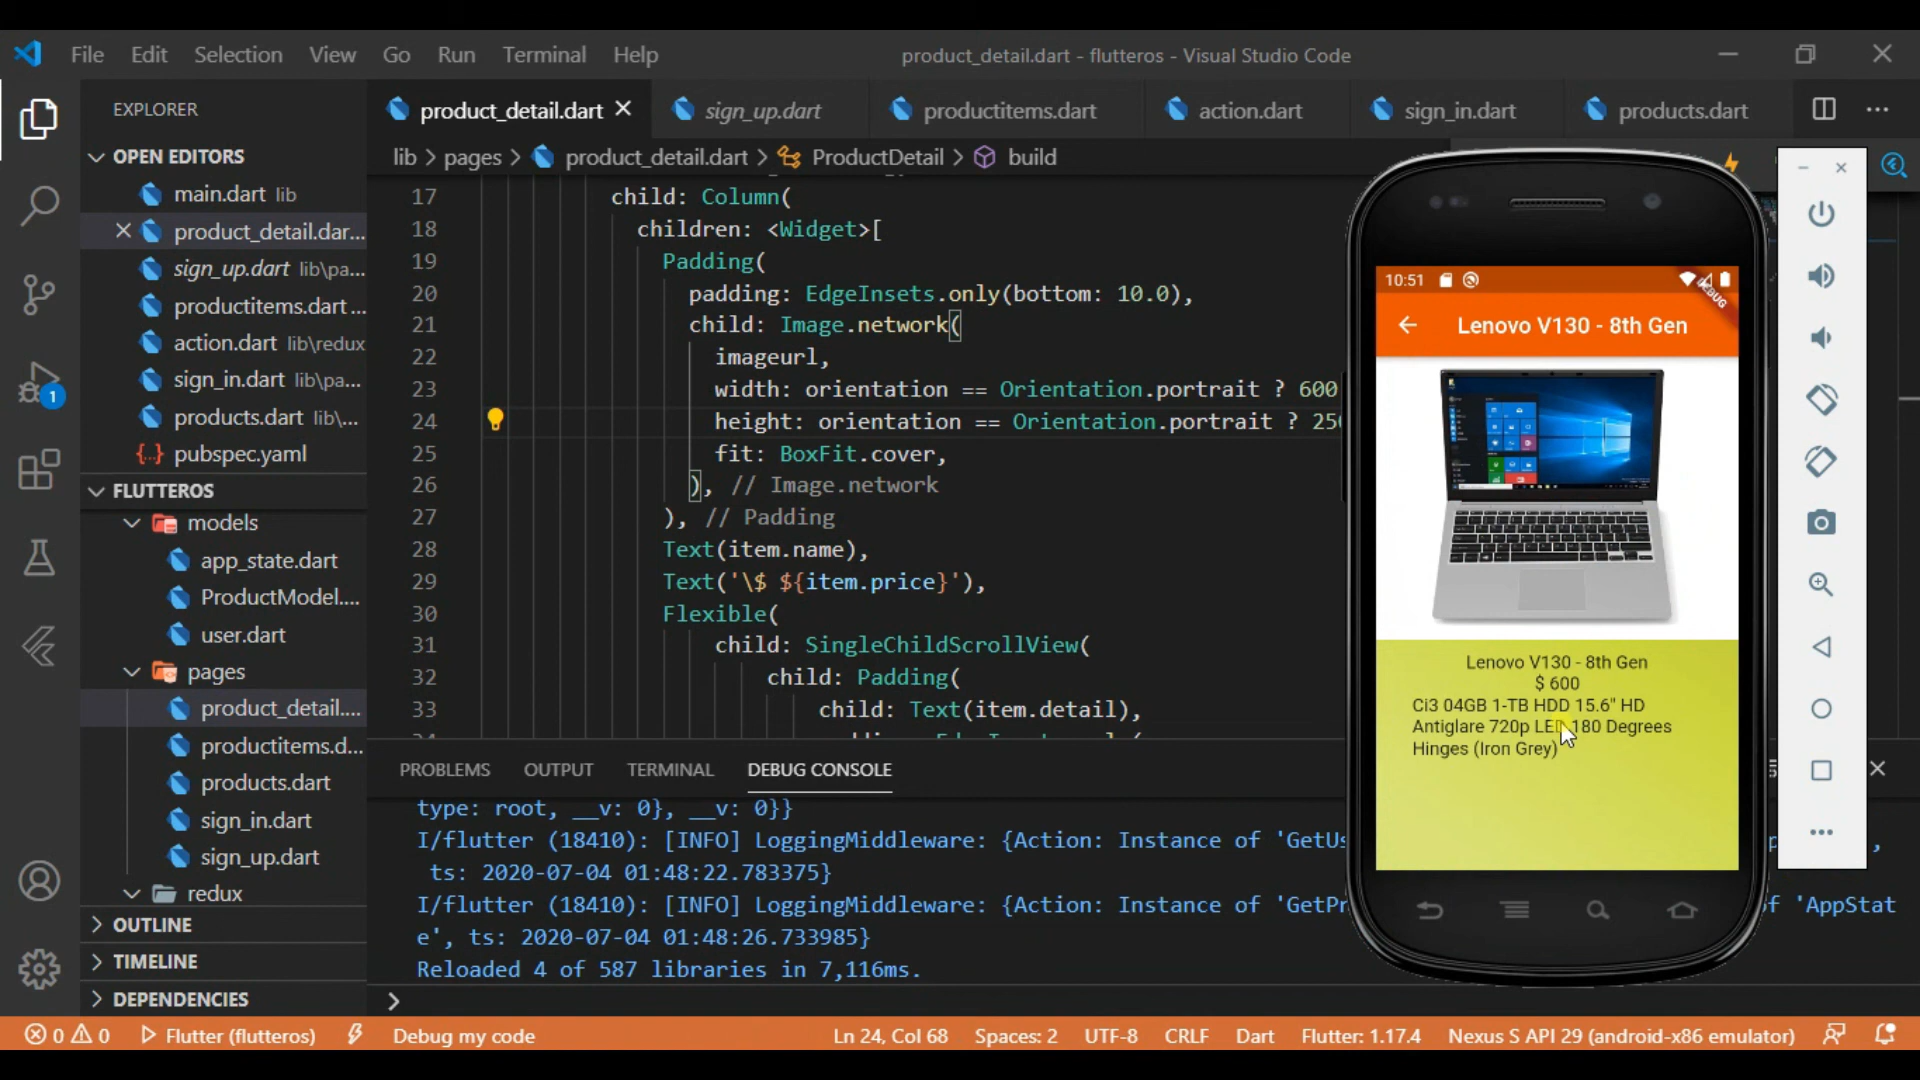 File Edit Selection View Go Run Terminal Help
product_detail.dart - flutteros - Visual Studio Code
EXPLORER
OPEN EDITORS
main.dart lib
product_detail.dar...
sign_up.dart lib\pa...
productitems.dart ...
action.dart lib\redux
sign_in.dart lib\pa...
products.dart lib\...
pubspec.yaml
FLUTTEROS
models
app_state.dart
ProductModel....
user.dart
pages
product_detail....
productitems.d...
products.dart
sign_in.dart
sign_up.dart
redux
OUTLINE
TIMELINE
DEPENDENCIES
1
product_detail.dart sign_up.dart productitems.dart action.dart sign_in.dart products.dart
lib > pages > product_detail.dart > ProductDetail > build
17 child: Column(
18 children: <Widget>[
19 Padding(
20 padding: EdgeInsets.only(bottom: 10.0),
21 child: Image.network(
22 imageurl,
23 width: orientation == Orientation.portrait ? 600
24 height: orientation == Orientation.portrait ? 25
25 fit: BoxFit.cover,
26 ), // Image.network
27 ), // Padding
28 Text(item.name),
29 Text('\$ ${item.price}'),
30 Flexible(
31 child: SingleChildScrollView(
32 child: Padding(
33 child: Text(item.detail),
PROBLEMS OUTPUT TERMINAL DEBUG CONSOLE
type: root, __v: 0}, __v: 0}}
I/flutter (18410): [INFO] LoggingMiddleware: {Action: Instance of 'GetUs
ts: 2020-07-04 01:48:22.783375}
I/flutter (18410): [INFO] LoggingMiddleware: {Action: Instance of 'GetPr of 'AppStat
e', ts: 2020-07-04 01:48:26.733985}
Reloaded 4 of 587 libraries in 7,116ms.
10:51
DEBUG
Lenovo V130 - 8th Gen
Lenovo V130 - 8th Gen
$ 600
Ci3 04GB 1-TB HDD 15.6" HD
Antiglare 720p LED 180 Degrees
Hinges (Iron Grey)
0 0 Flutter (flutteros) Debug my code Ln 24, Col 68 Spaces: 2 UTF-8 CRLF Dart Flutter: 1.17.4 Nexus S API 29 (android-x86 emulator)